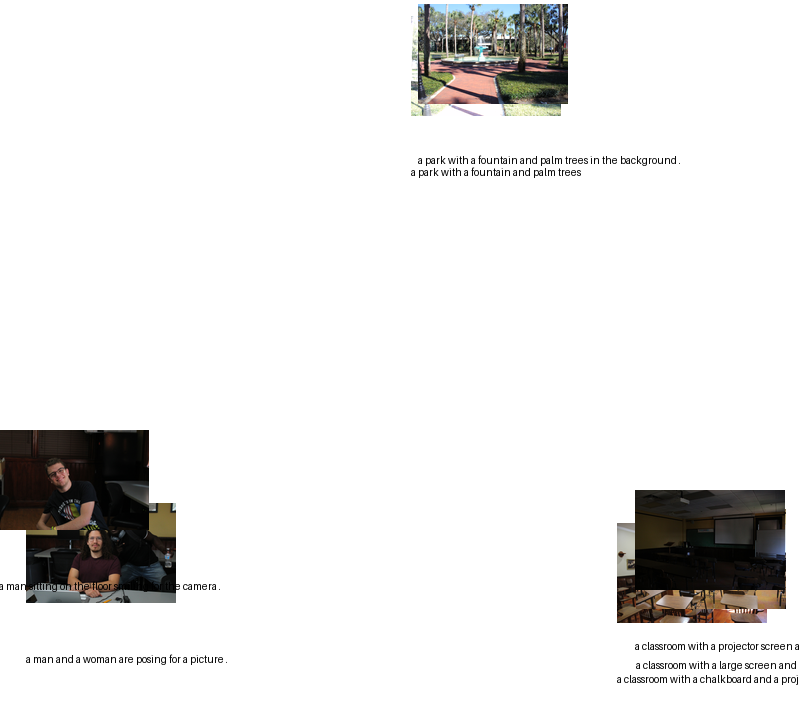 a park with a fountain and palm trees in the background.
a park with a fountain and palm trees
a man sitting on the floor camera.
a man and a woman are posing for a picture.
a classroom with a projector screen a
a classroom with a large screen and
a classroom with a chalkboard and a proj